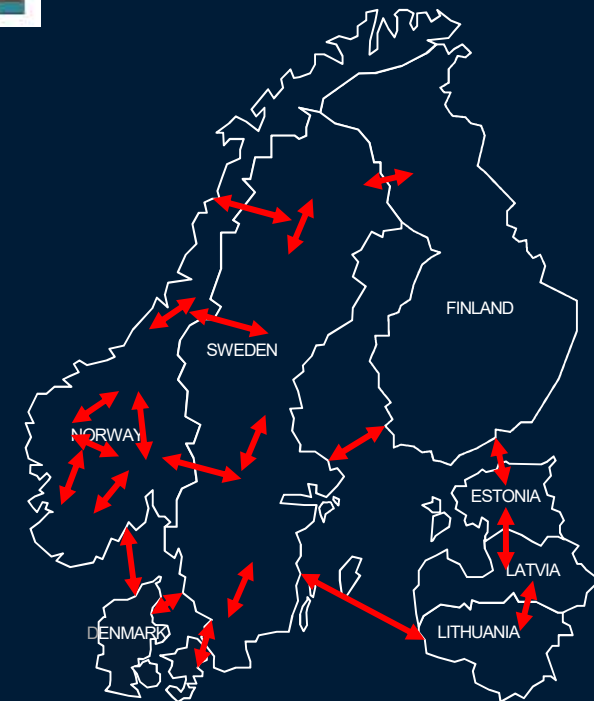 FINLAND
SWEDEN
NORWAY
ESTONIA
LATVIA
DENMARK
LITHUANIA